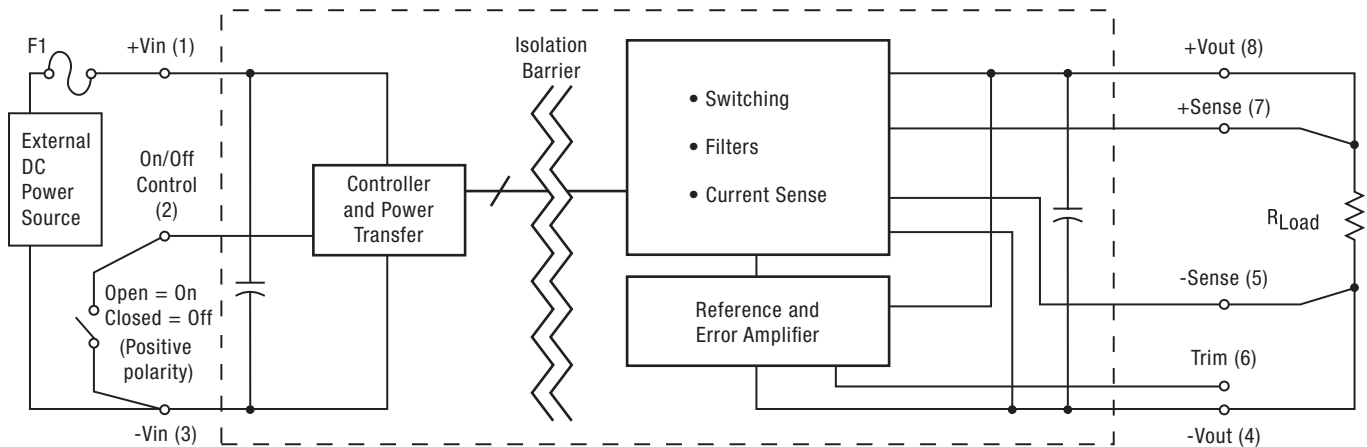 F1
+Vin (1)
External
DC
Power
Source
On/Off
Control
(2)
Open = On
Closed = Off
(Positive
polarity)
-Vin (3)
Controller
and Power
Transfer
Isolation
Barrier
• Switching
• Filters
• Current Sense
Reference and
Error Amplifier
+Vout (8)
+Sense (7)
RLoad
-Sense (5)
Trim (6)
-Vout (4)